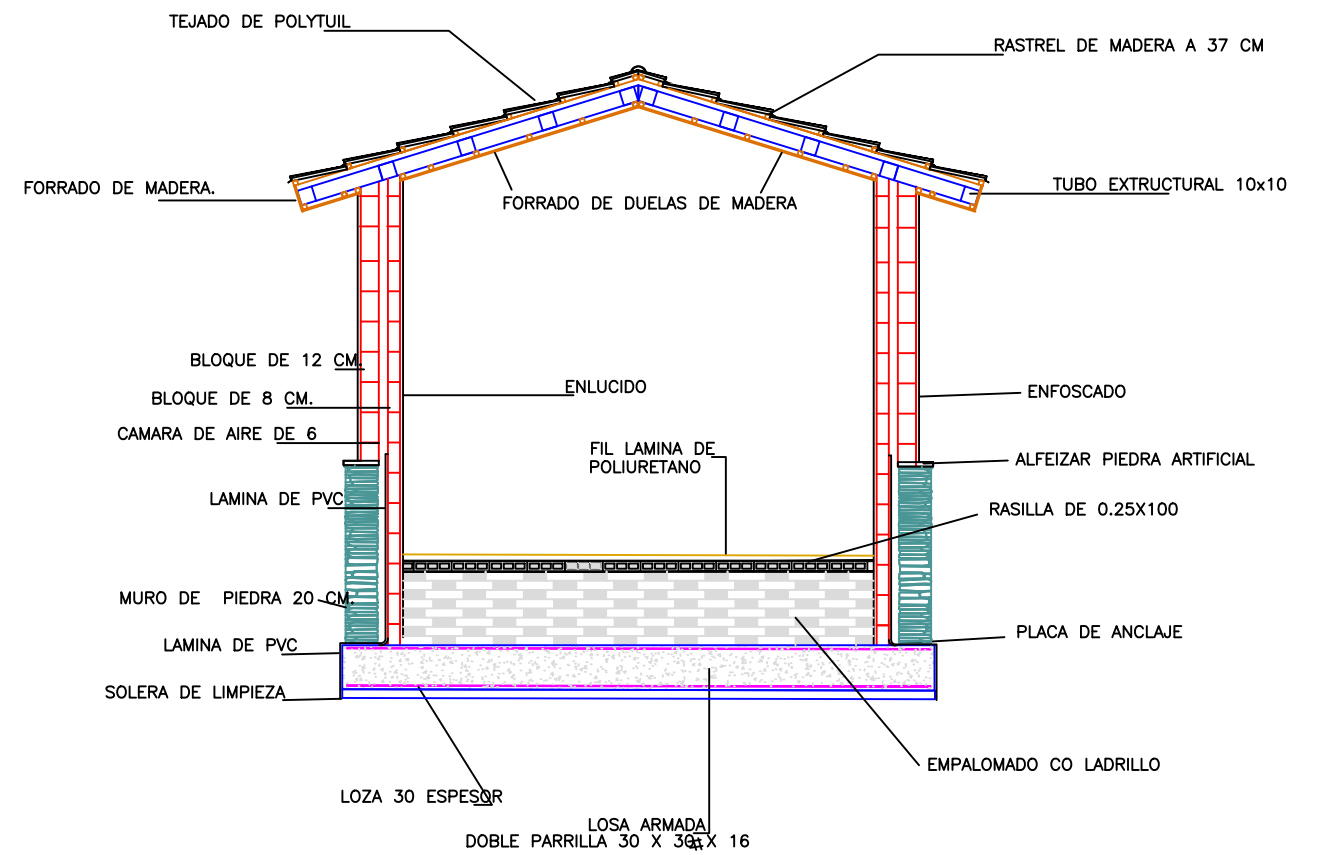 TEJADO DE POLYTUIL
RASTREL DE MADERA A 37 CM
FORRADO DE MADERA.
TUBO EXTRUCTURAL 10x10
FORRADO DE DUELAS DE MADERA
BLOQUE DE 12 CM.
ENLUCIDO
ENFOSCADO
BLOQUE DE 8 CM.
CAMARA DE AIRE DE 6
FIL LAMINA DE
POLIURETANO
ALFEIZAR PIEDRA ARTIFICIAL
LAMINA DE PVC
RASILLA DE 0.25X100
MURO DE PIEDRA 20 CM.
PLACA DE ANCLAJE
LAMINA DE PVC
SOLERA DE LIMPIEZA
EMPALOMADO CO LADRILLO
LOZA 30 ESPESOR
LOSA ARMADA
DOBLE PARRILLA 30 X 30 X 16